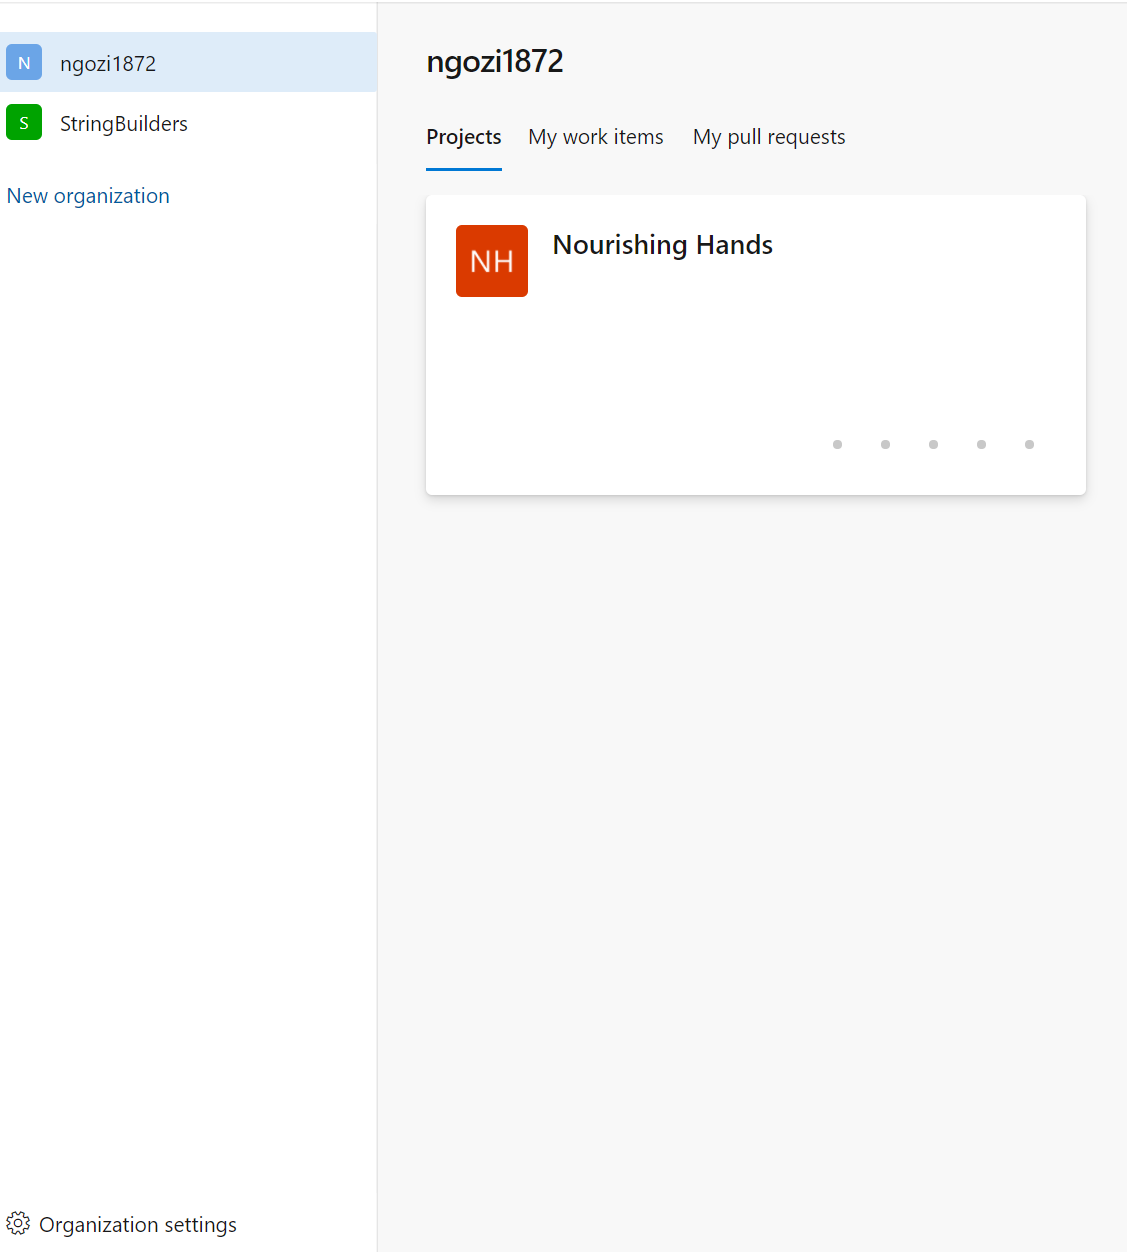 N ngozi1872
S StringBuilders
New organization
Organization settings
ngozi1872
Projects My work items My pull requests
NH Nourishing Hands